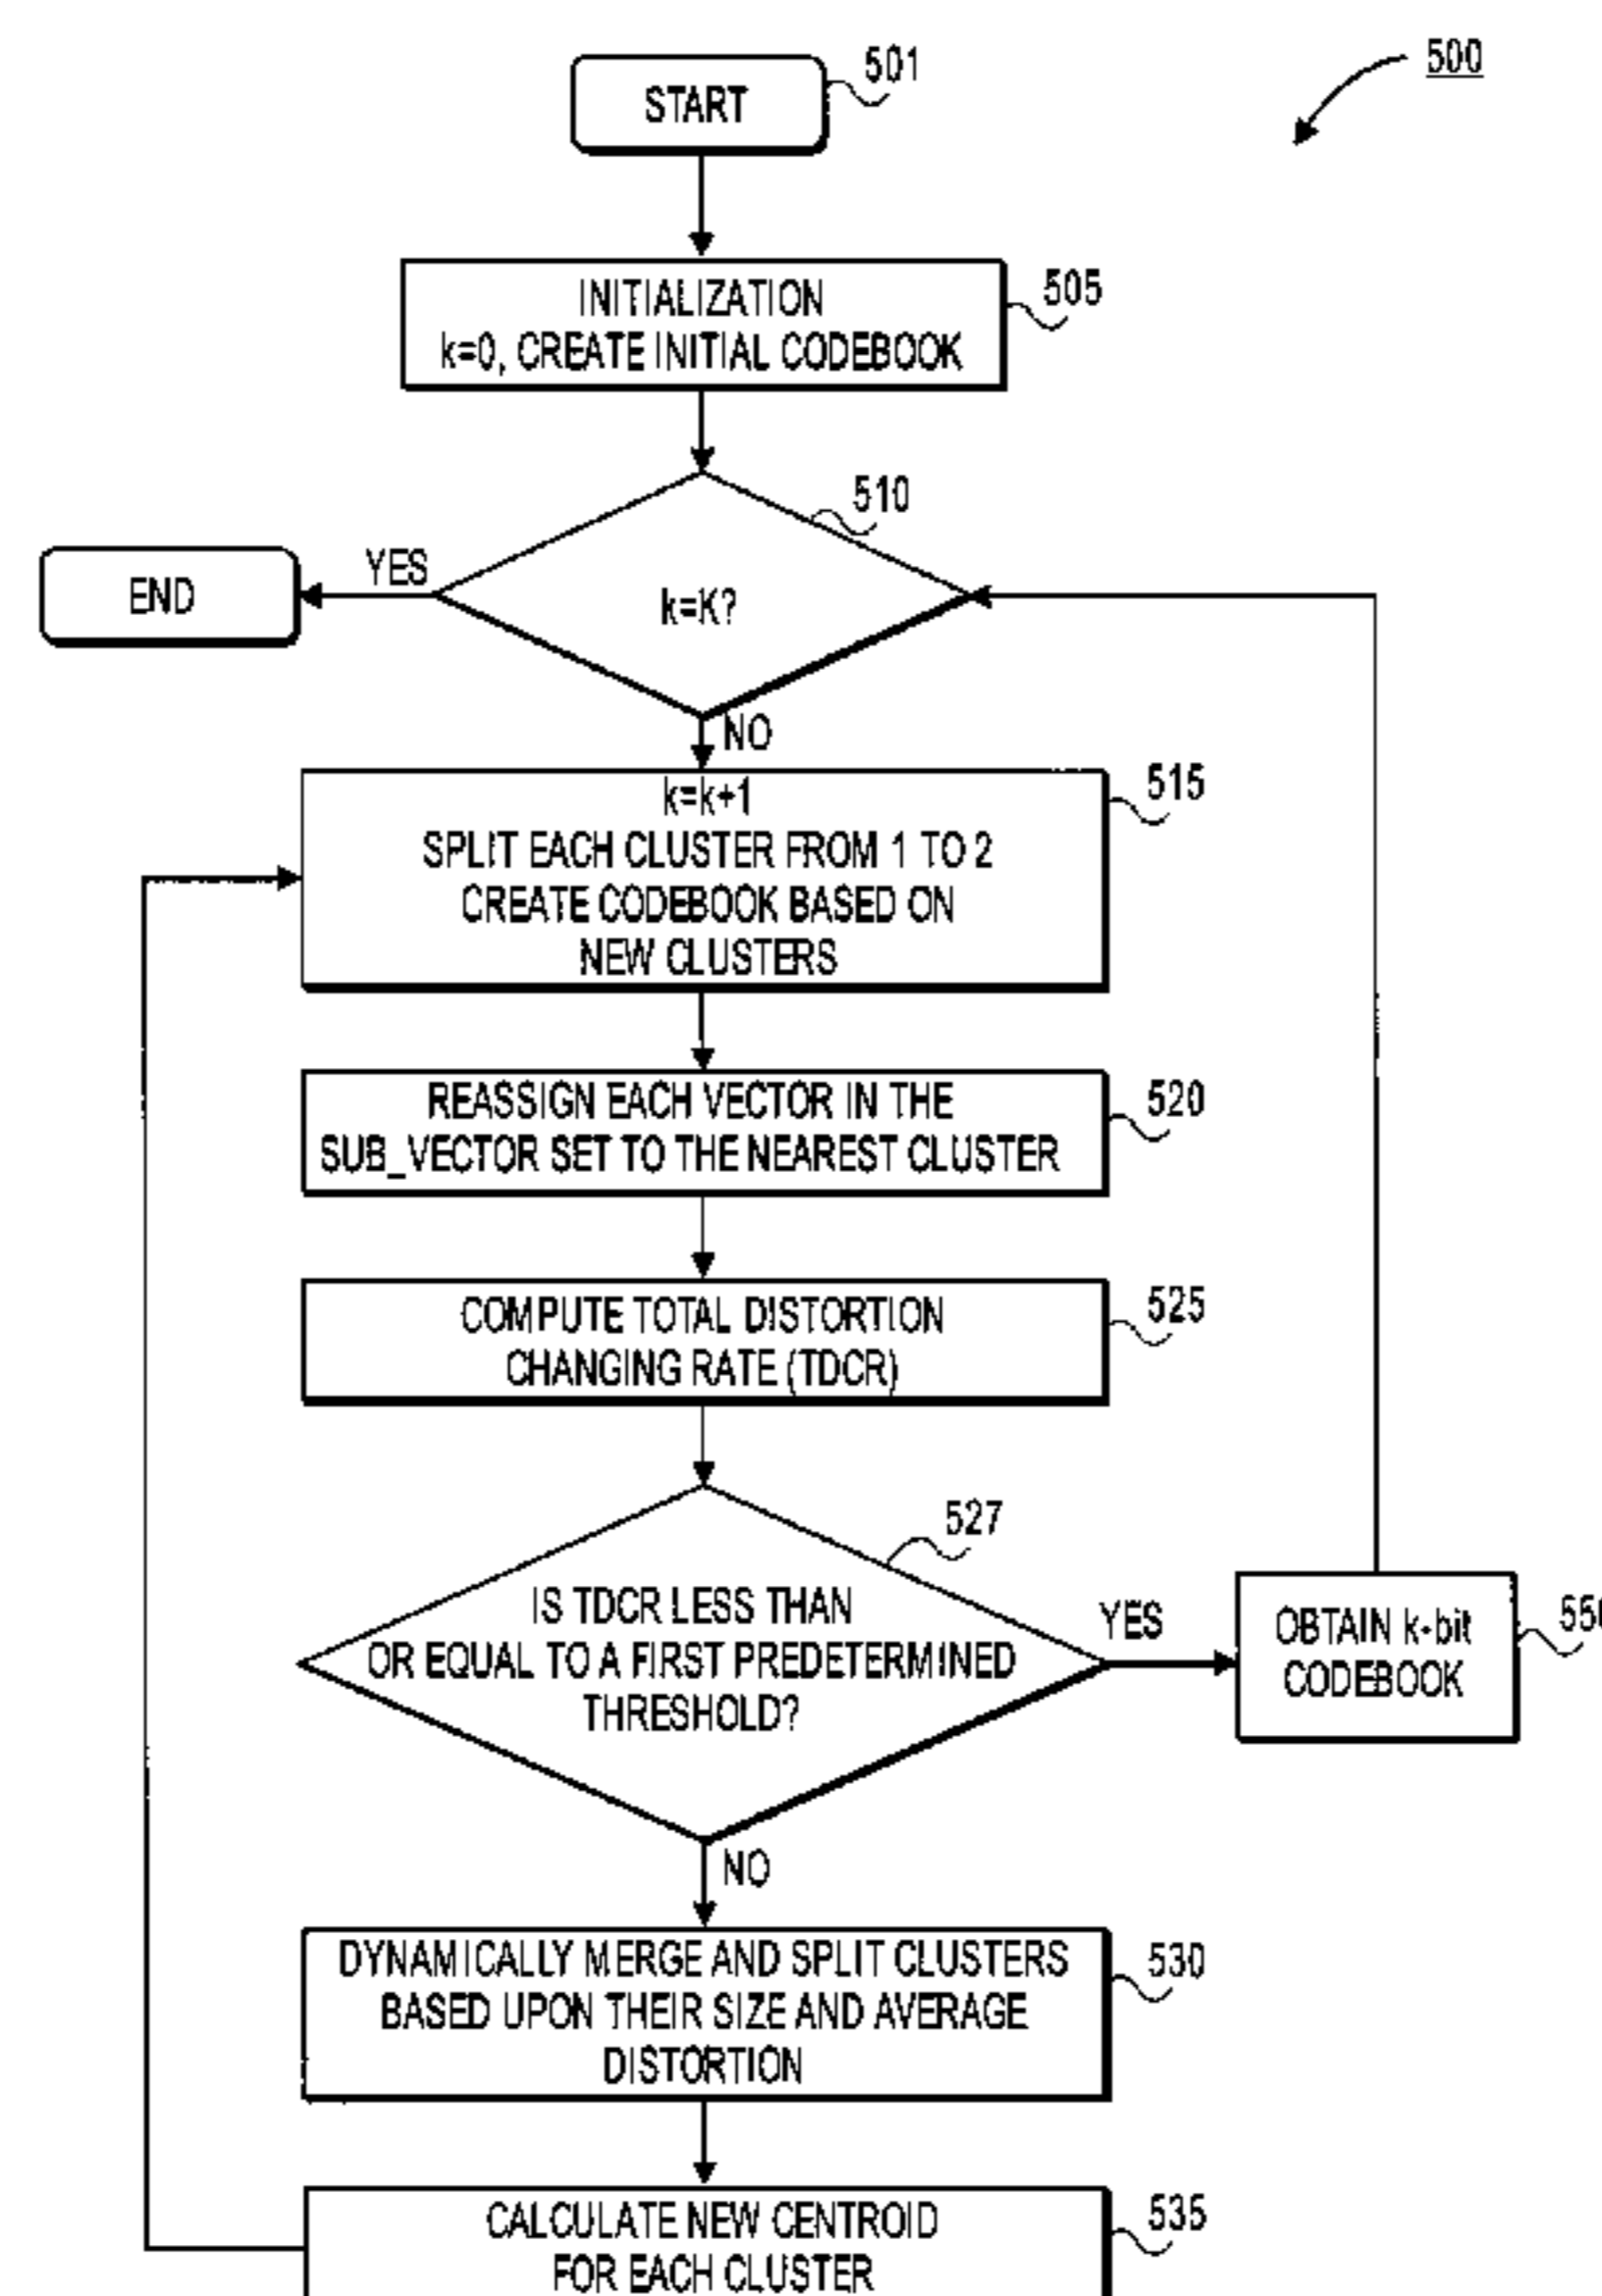 500
START
501
INITIALIZATION
k=0, CREATE INITIAL CODEBOOK
505
510
k=K?
YES
END
NO
k=k+1
SPLIT EACH CLUSTER FROM 1 TO 2
CREATE CODEBOOK BASED ON
NEW CLUSTERS
515
REASSIGN EACH VECTOR IN THE
SUB_VECTOR SET TO THE NEAREST CLUSTER
520
COMPUTE TOTAL DISTORTION
CHANGING RATE (TDCR)
525
527
IS TDCR LESS THAN
OR EQUAL TO A FIRST PREDETERMINED
THRESHOLD?
YES
OBTAIN k-bit
CODEBOOK
NO
DYNAMICALLY MERGE AND SPLIT CLUSTERS
BASED UPON THEIR SIZE AND AVERAGE
DISTORTION
530
CALCULATE NEW CENTROID
FOR EACH CLUSTER
535